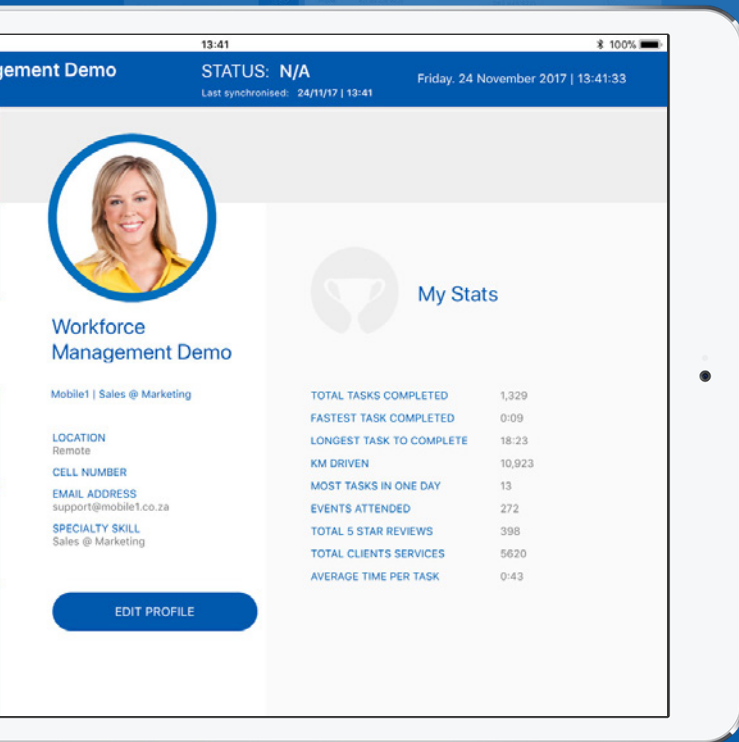 13:41
100%
gement Demo
STATUS: N/A
Last synchronised: 24/11/17 | 13:41
Friday. 24 November 2017 | 13:41:33
Workforce
Management Demo
Mobile1 | Sales @ Marketing
LOCATION
Remote
CELL NUMBER
EMAIL ADDRESS
support@mobile1.co.za
SPECIALTY SKILL
Sales @ Marketing
EDIT PROFILE
My Stats
TOTAL TASKS COMPLETED 1,329
FASTEST TASK COMPLETED 0:09
LONGEST TASK TO COMPLETE 18:23
KM DRIVEN 10,923
MOST TASKS IN ONE DAY 13
EVENTS ATTENDED 272
TOTAL 5 STAR REVIEWS 398
TOTAL CLIENTS SERVICES 5620
AVERAGE TIME PER TASK 0:43